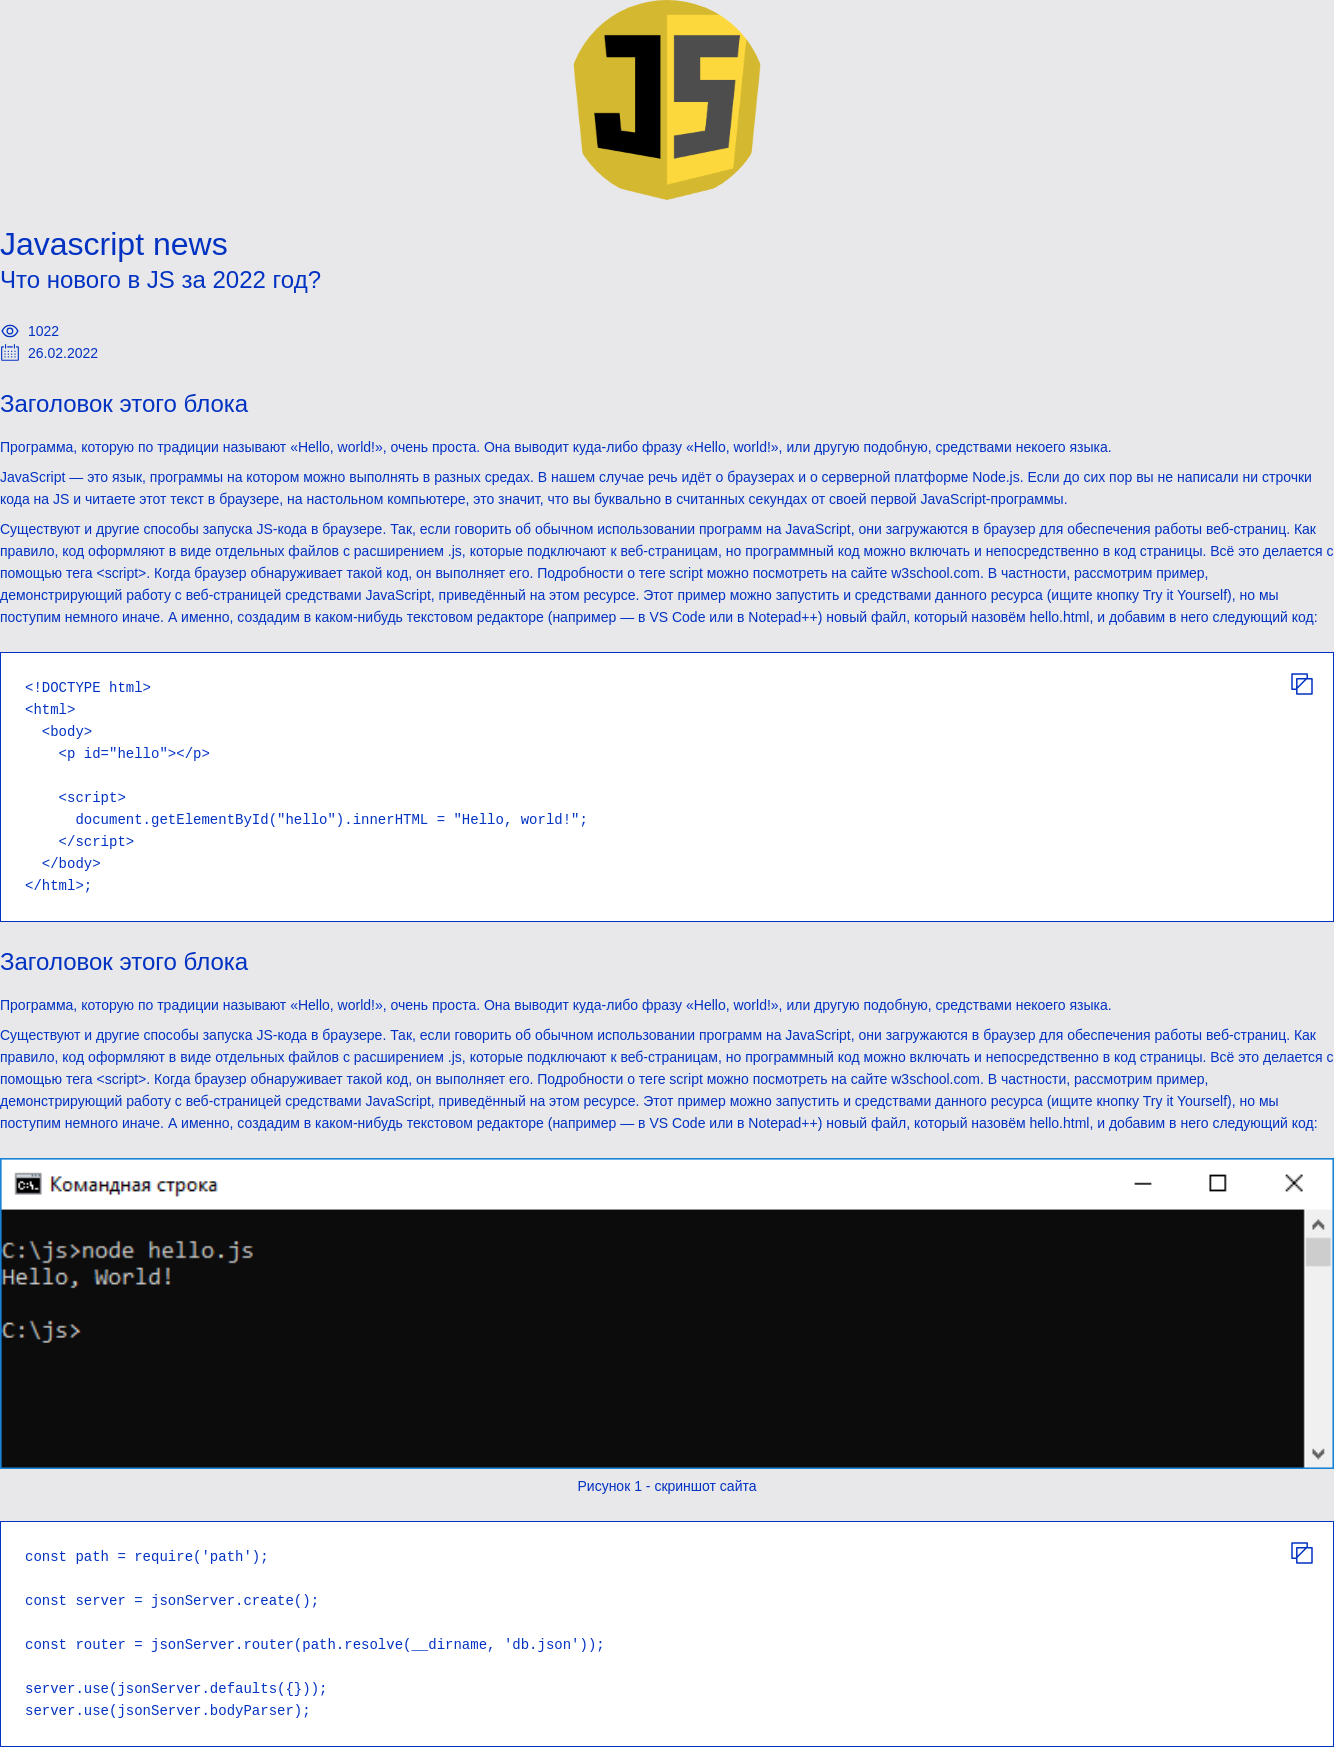 JS
Javascript news
Что нового в JS за 2022 год?
1022
26.02.2022
Заголовок этого блока
Программа, которую по традиции называют «Hello, world!», очень проста. Она выводит куда-либо фразу «Hello, world!», или другую подобную, средствами некоего языка.
JavaScript — это язык, программы на котором можно выполнять в разных средах. В нашем случае речь идёт о браузерах и о серверной платформе Node.js. Если до сих пор вы не написали ни строчки
кода на JS и читаете этот текст в браузере, на настольном компьютере, это значит, что вы буквально в считанных секундах от своей первой JavaScript-программы.
Существуют и другие способы запуска JS-кода в браузере. Так, если говорить об обычном использовании программ на JavaScript, они загружаются в браузер для обеспечения работы веб-страниц. Как
правило, код оформляют в виде отдельных файлов с расширением .js, которые подключают к веб-страницам, но программный код можно включать и непосредственно в код страницы. Всё это делается с
помощью тега <script>. Когда браузер обнаруживает такой код, он выполняет его. Подробности о теге script можно посмотреть на сайте w3school.com. В частности, рассмотрим пример,
демонстрирующий работу с веб-страницей средствами JavaScript, приведённый на этом ресурсе. Этот пример можно запустить и средствами данного ресурса (ищите кнопку Try it Yourself), но мы
поступим немного иначе. А именно, создадим в каком-нибудь текстовом редакторе (например — в VS Code или в Notepad++) новый файл, который назовём hello.html, и добавим в него следующий код:
<!DOCTYPE html>
<html>
  <body>
    <p id="hello"></p>
    <script>
      document.getElementById("hello").innerHTML = "Hello, world!";
    </script>
  </body>
</html>;
Заголовок этого блока
Программа, которую по традиции называют «Hello, world!», очень проста. Она выводит куда-либо фразу «Hello, world!», или другую подобную, средствами некоего языка.
Существуют и другие способы запуска JS-кода в браузере. Так, если говорить об обычном использовании программ на JavaScript, они загружаются в браузер для обеспечения работы веб-страниц. Как
правило, код оформляют в виде отдельных файлов с расширением .js, которые подключают к веб-страницам, но программный код можно включать и непосредственно в код страницы. Всё это делается с
помощью тега <script>. Когда браузер обнаруживает такой код, он выполняет его. Подробности о теге script можно посмотреть на сайте w3school.com. В частности, рассмотрим пример,
демонстрирующий работу с веб-страницей средствами JavaScript, приведённый на этом ресурсе. Этот пример можно запустить и средствами данного ресурса (ищите кнопку Try it Yourself), но мы
поступим немного иначе. А именно, создадим в каком-нибудь текстовом редакторе (например — в VS Code или в Notepad++) новый файл, который назовём hello.html, и добавим в него следующий код:
C:\. Командная строка
C:\js>node hello.js
Hello, World!
C:\js>
Рисунок 1 - скриншот сайта
const path = require('path');
const server = jsonServer.create();
const router = jsonServer.router(path.resolve(__dirname, 'db.json'));
server.use(jsonServer.defaults({}));
server.use(jsonServer.bodyParser);